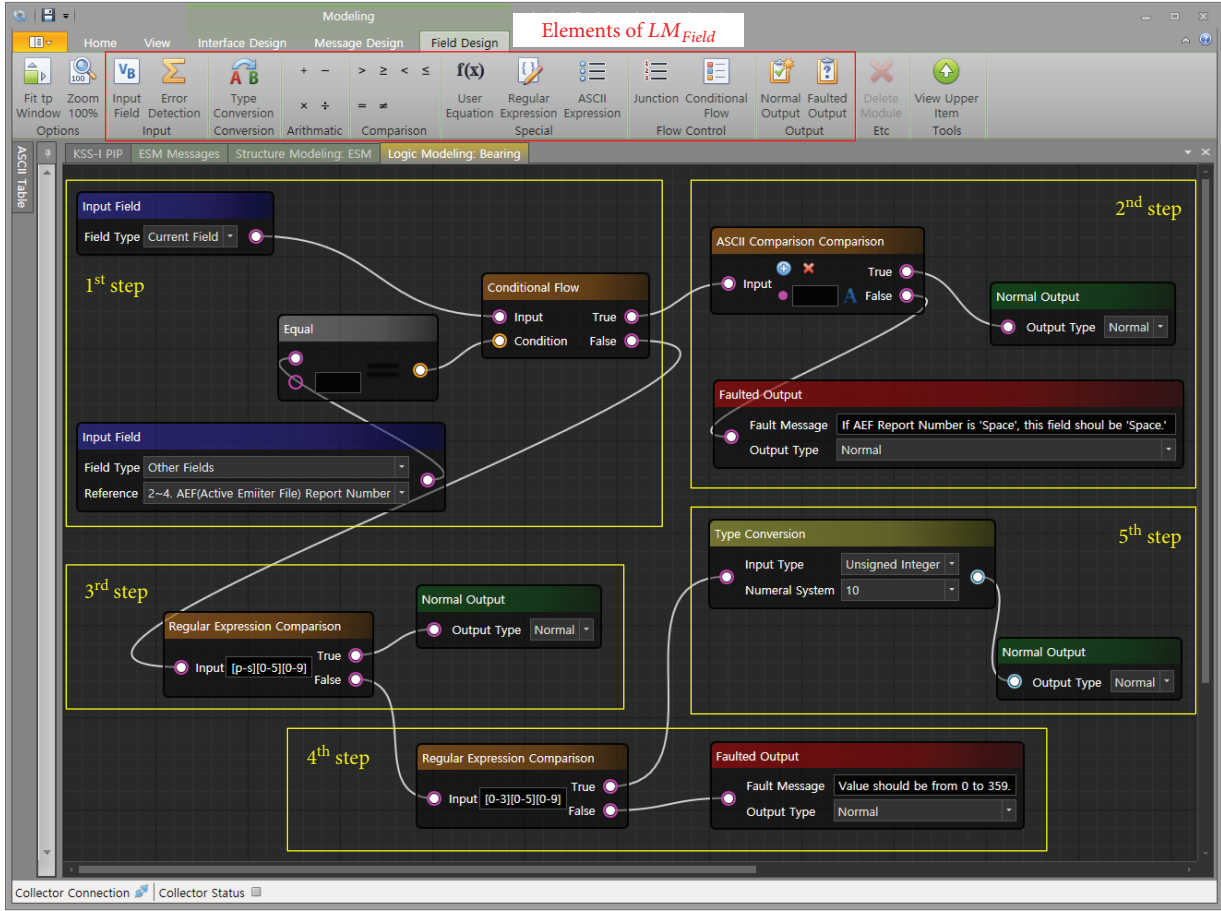 Modeling
Elements of LM_Field
Home View Interface Design Message Design Field Design
Fit tp Window
Zoom 100%
Options
Input Field
Error Detection
Input
Type Conversion
Conversion
+ −
× ÷
Arithmatic
> ≥ < ≤
= ≠
Comparison
f(x)
User Equation
Regular Expression
ASCII Expression
Special
Junction
Conditional Flow
Flow Control
Normal Output
Faulted Output
Output
Delete Module
Etc
View Upper Item
Tools
ASCII Table
KSS-I PIP ESM Messages Structure Modeling: ESM Logic Modeling: Bearing
1st step
Input Field
Field Type Current Field
Conditional Flow
Input True
Condition False
Equal
Input Field
Field Type Other Fields
Reference 2~4. AEF(Active Emiiter File) Report Number
2nd step
ASCII Comparison Comparison
Input True
A False
Normal Output
Output Type Normal
Faulted Output
Fault Message If AEF Report Number is 'Space', this field shoul be 'Space.'
Output Type Normal
3rd step
Regular Expression Comparison
Input [p-s][0-5][0-9] True
False
Normal Output
Output Type Normal
4th step
Regular Expression Comparison
Input [0-3][0-5][0-9] True
False
Faulted Output
Fault Message Value should be from 0 to 359.
Output Type Normal
5th step
Type Conversion
Input Type Unsigned Integer
Numeral System 10
Normal Output
Output Type Normal
Collector Connection Collector Status